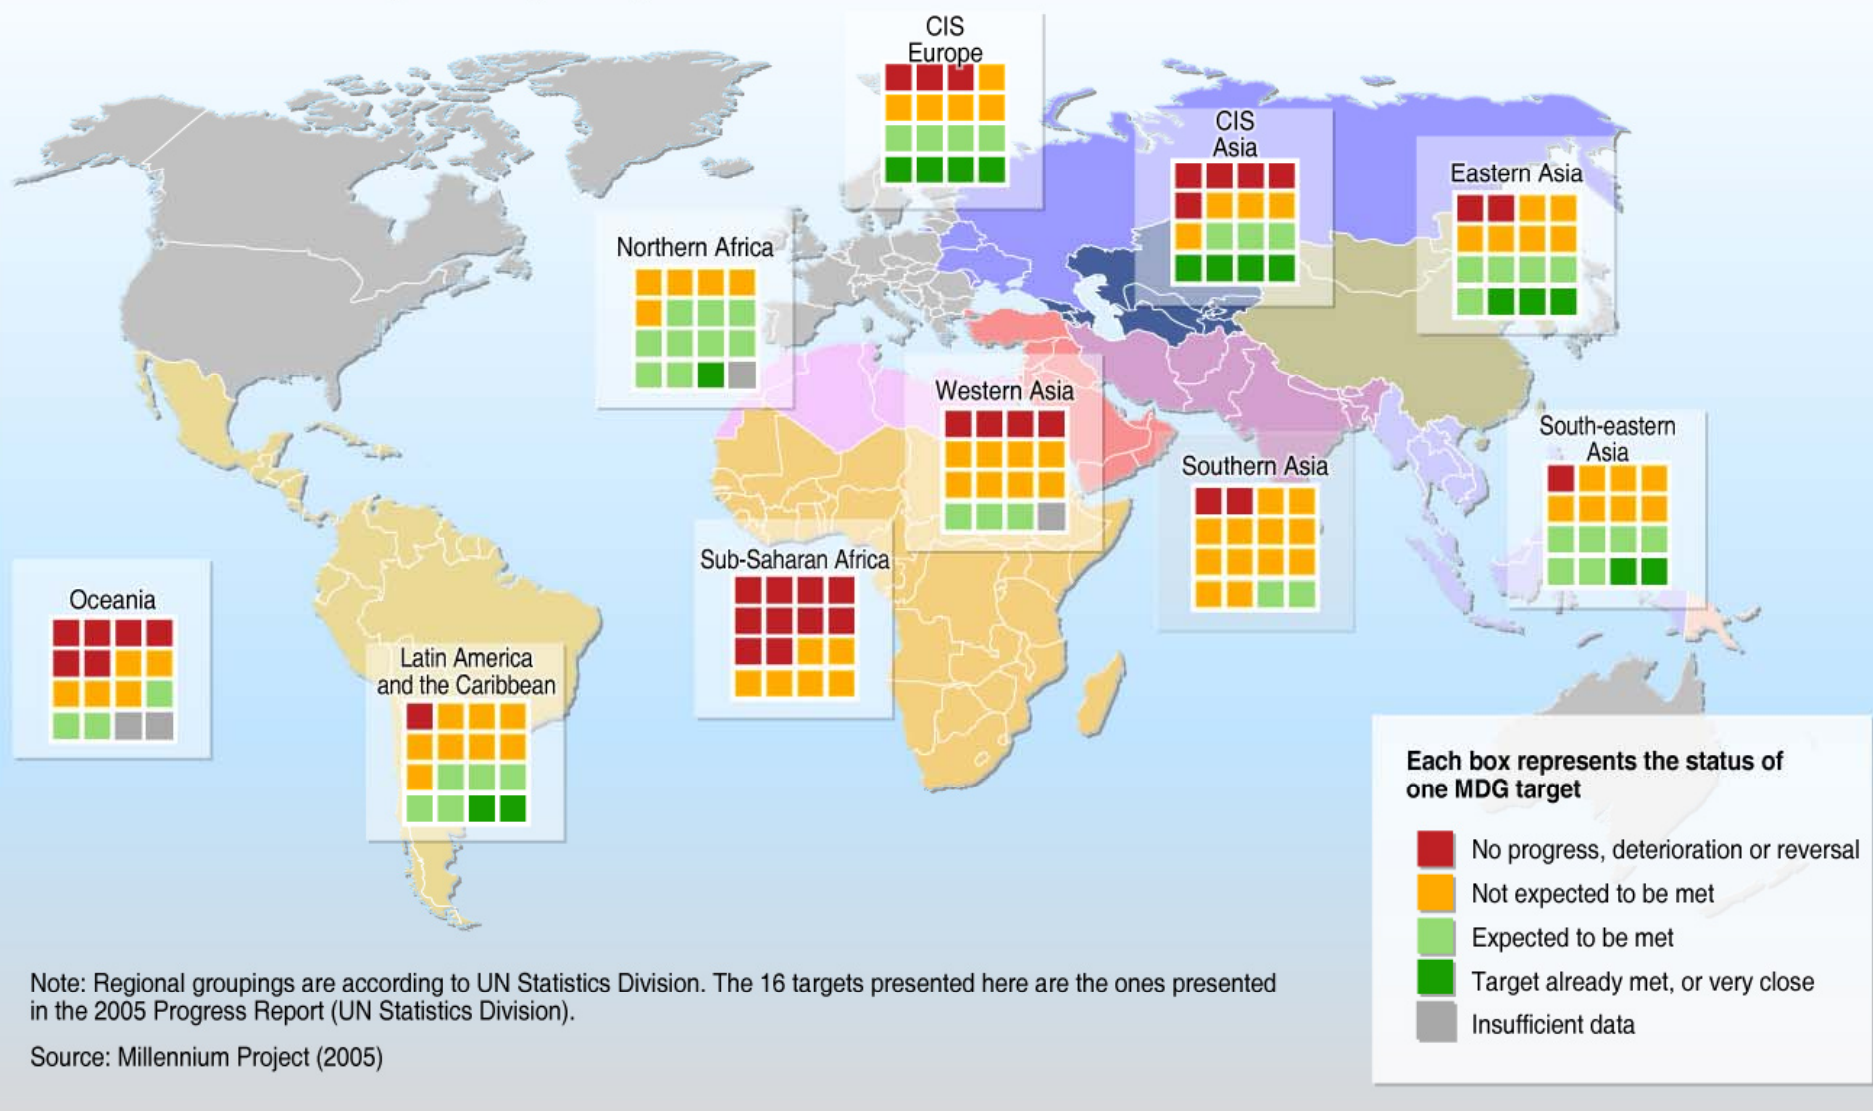 CIS
Europe
CIS
Asia
Eastern Asia
Northern Africa
Western Asia
South-eastern
Asia
Southern Asia
Sub-Saharan Africa
Oceania
Latin America
and the Caribbean
Each box represents the status of
one MDG target
No progress, deterioration or reversal
Not expected to be met
Expected to be met
Target already met, or very close
Insufficient data
Note: Regional groupings are according to UN Statistics Division. The 16 targets presented here are the ones presented
in the 2005 Progress Report (UN Statistics Division).
Source: Millennium Project (2005)